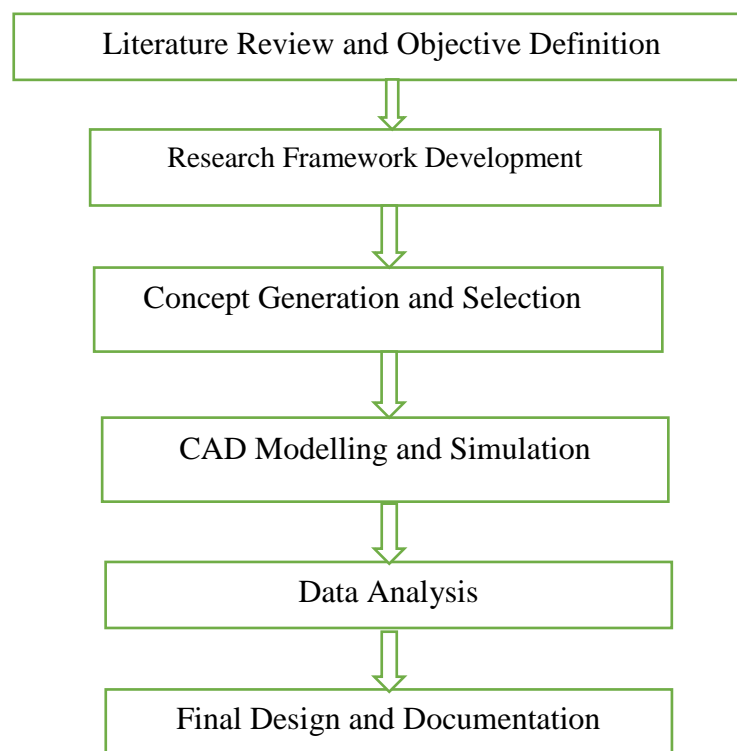 Literature Review and Objective Definition
Research Framework Development
Concept Generation and Selection
CAD Modelling and Simulation
Data Analysis
Final Design and Documentation